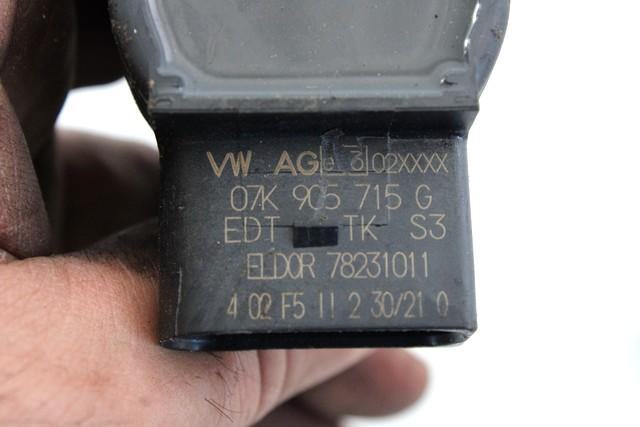 VW AG e 3 02XXXX
07K 905 715 G
EDT TK S3
ELDOR 78231011
4 02 F5 11 2 30/21 0